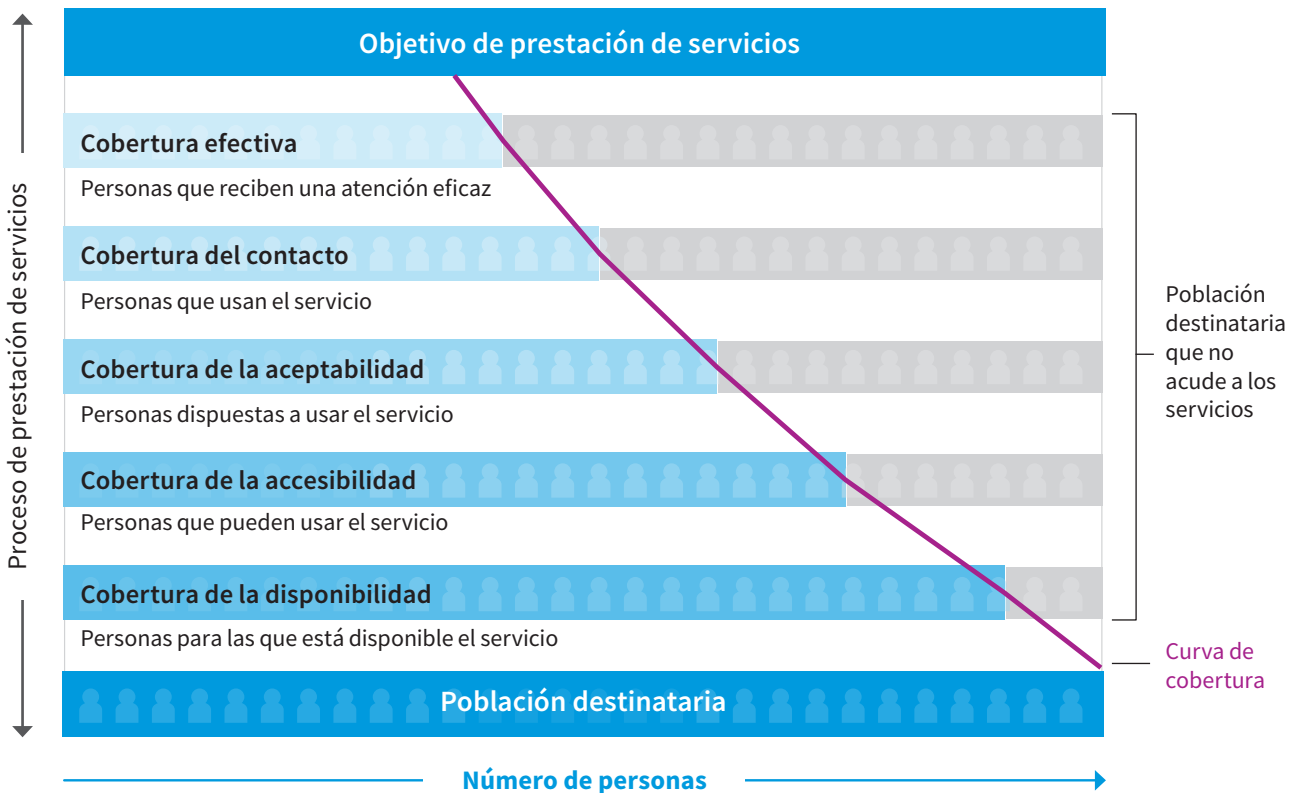 Objetivo de prestación de servicios
Proceso de prestación de servicios
Cobertura efectiva
Personas que reciben una atención eficaz
Cobertura del contacto
Personas que usan el servicio
Cobertura de la aceptabilidad
Personas dispuestas a usar el servicio
Cobertura de la accesibilidad
Personas que pueden usar el servicio
Cobertura de la disponibilidad
Personas para las que está disponible el servicio
Población destinataria
Número de personas
Población
destinataria
que no
acude a los
servicios
Curva de
cobertura